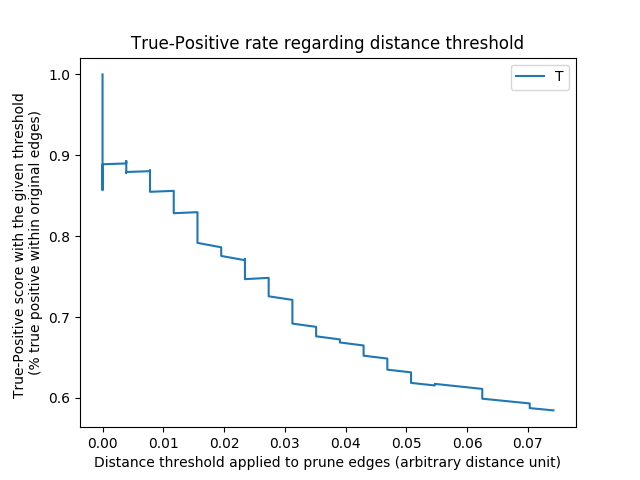 True-Positive rate regarding distance threshold
T
True-Positive score with the given threshold
(% true positive within original edges)
1.0
0.9
0.8
0.7
0.6
0.00 0.01 0.02 0.03 0.04 0.05 0.06 0.07
Distance threshold applied to prune edges (arbitrary distance unit)